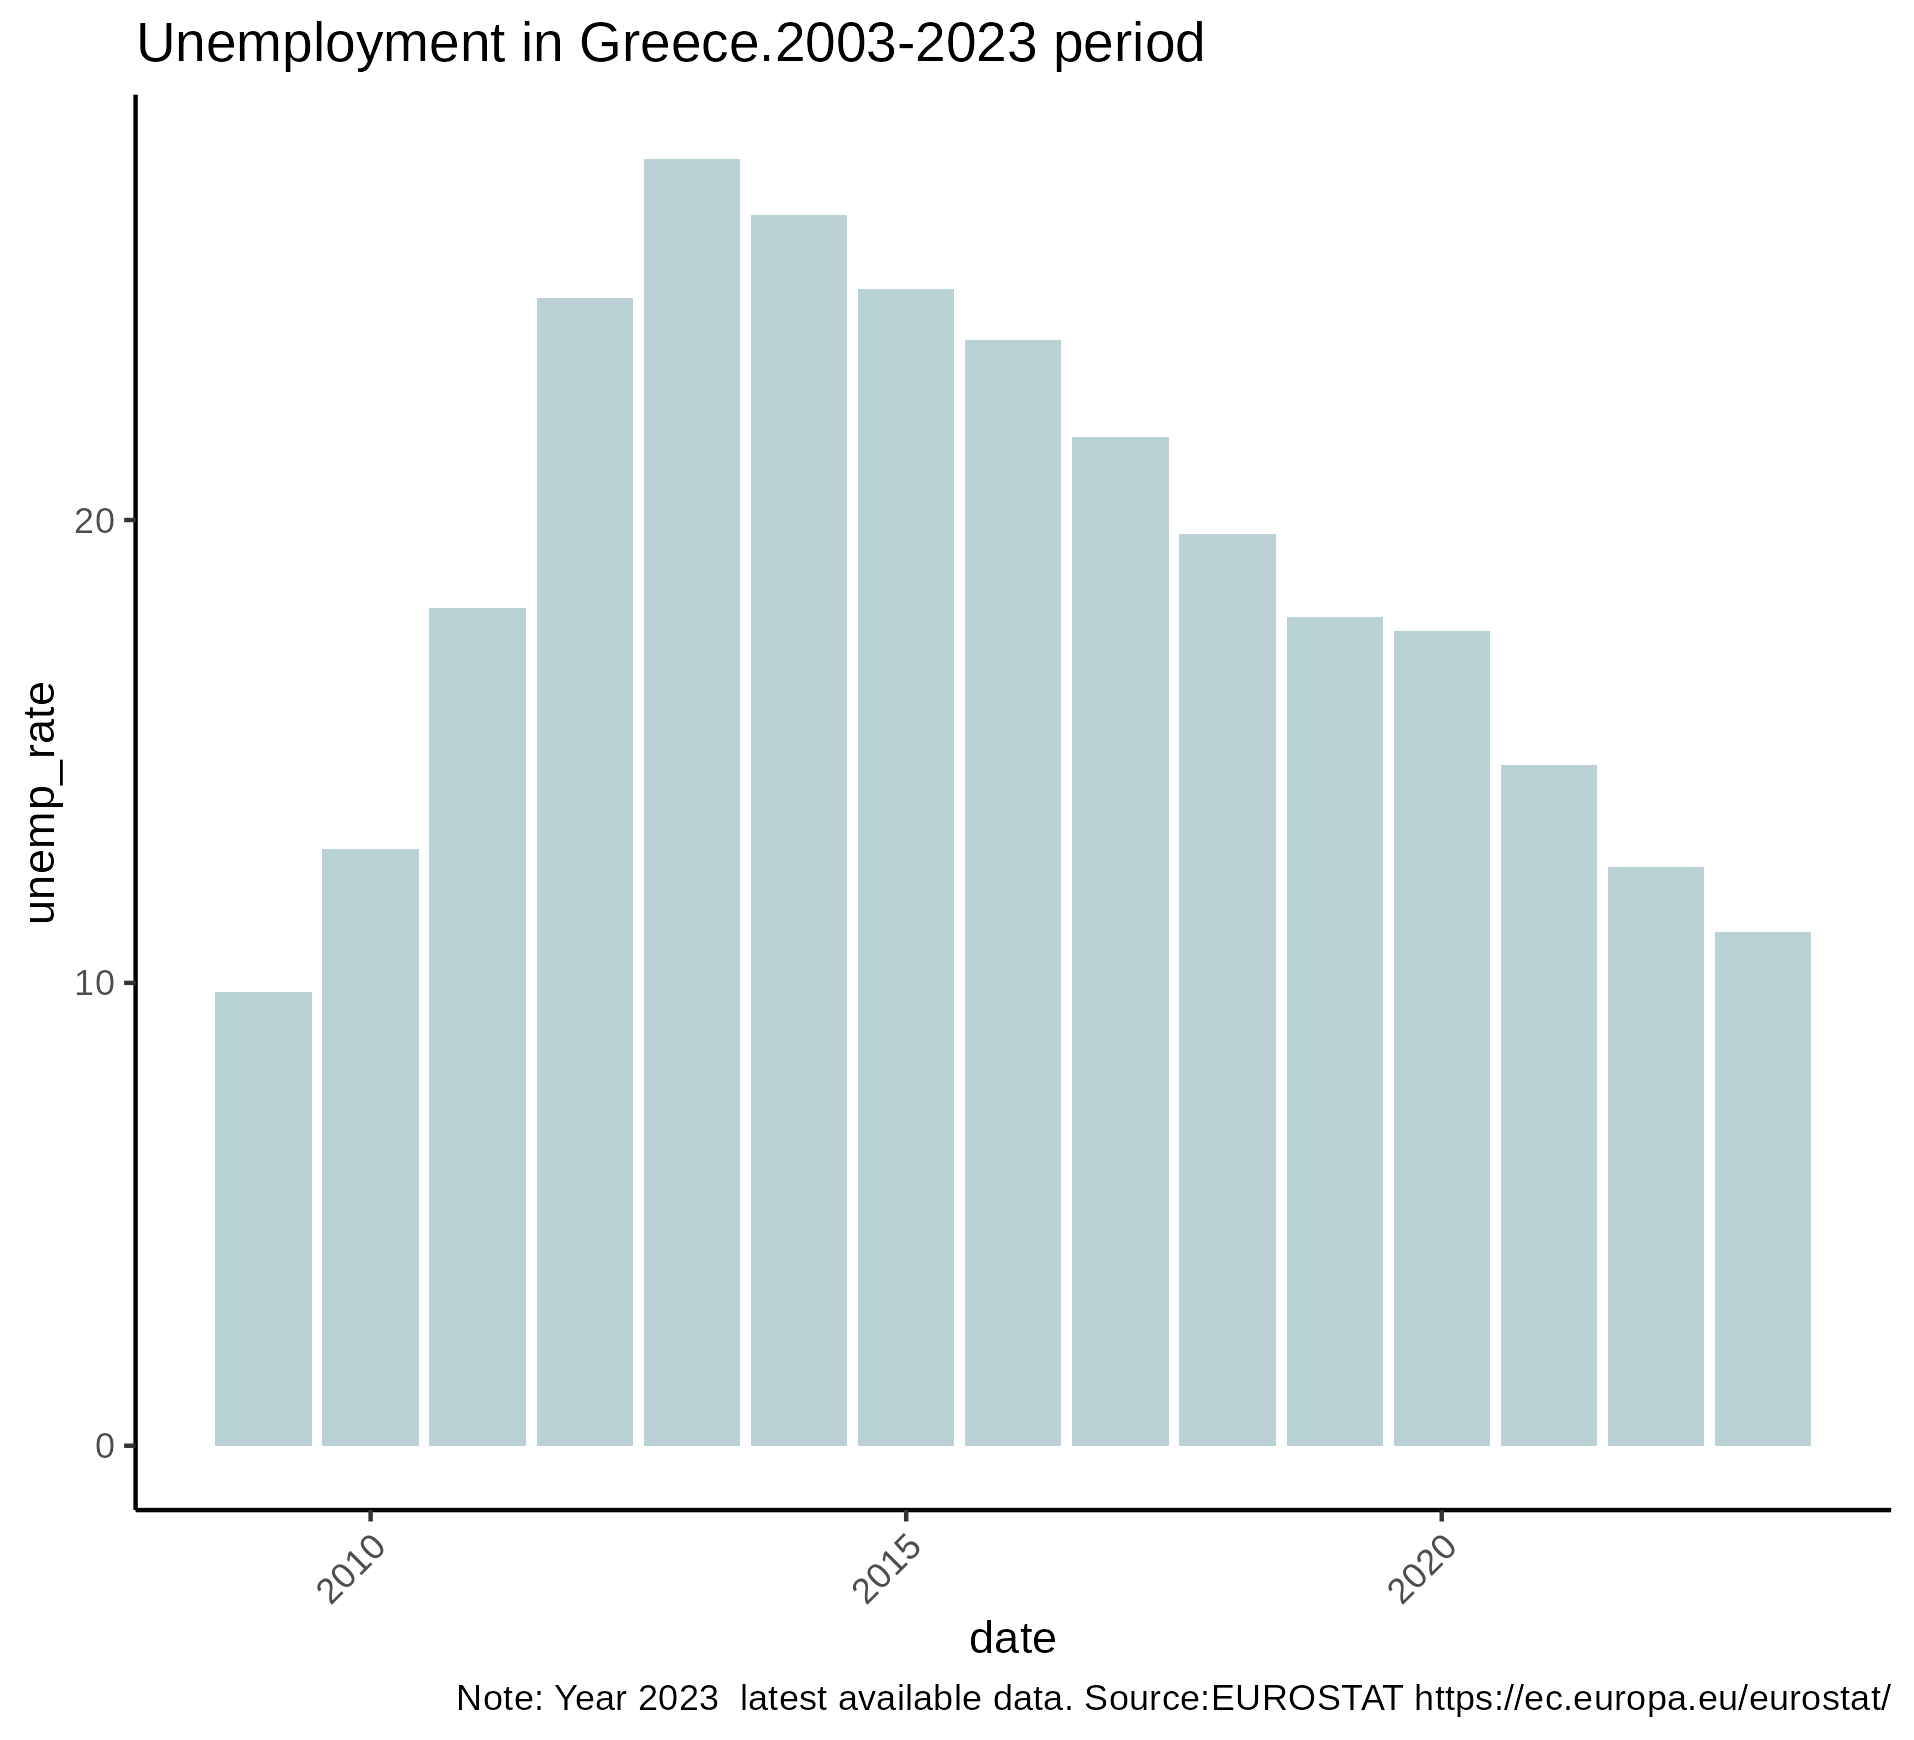 Unemployment in Greece.2003-2023 period
unemp_rate
20
10
0
2010
2015
2020
date
Note: Year 2023  latest available data. Source:EUROSTAT https://ec.europa.eu/eurostat/